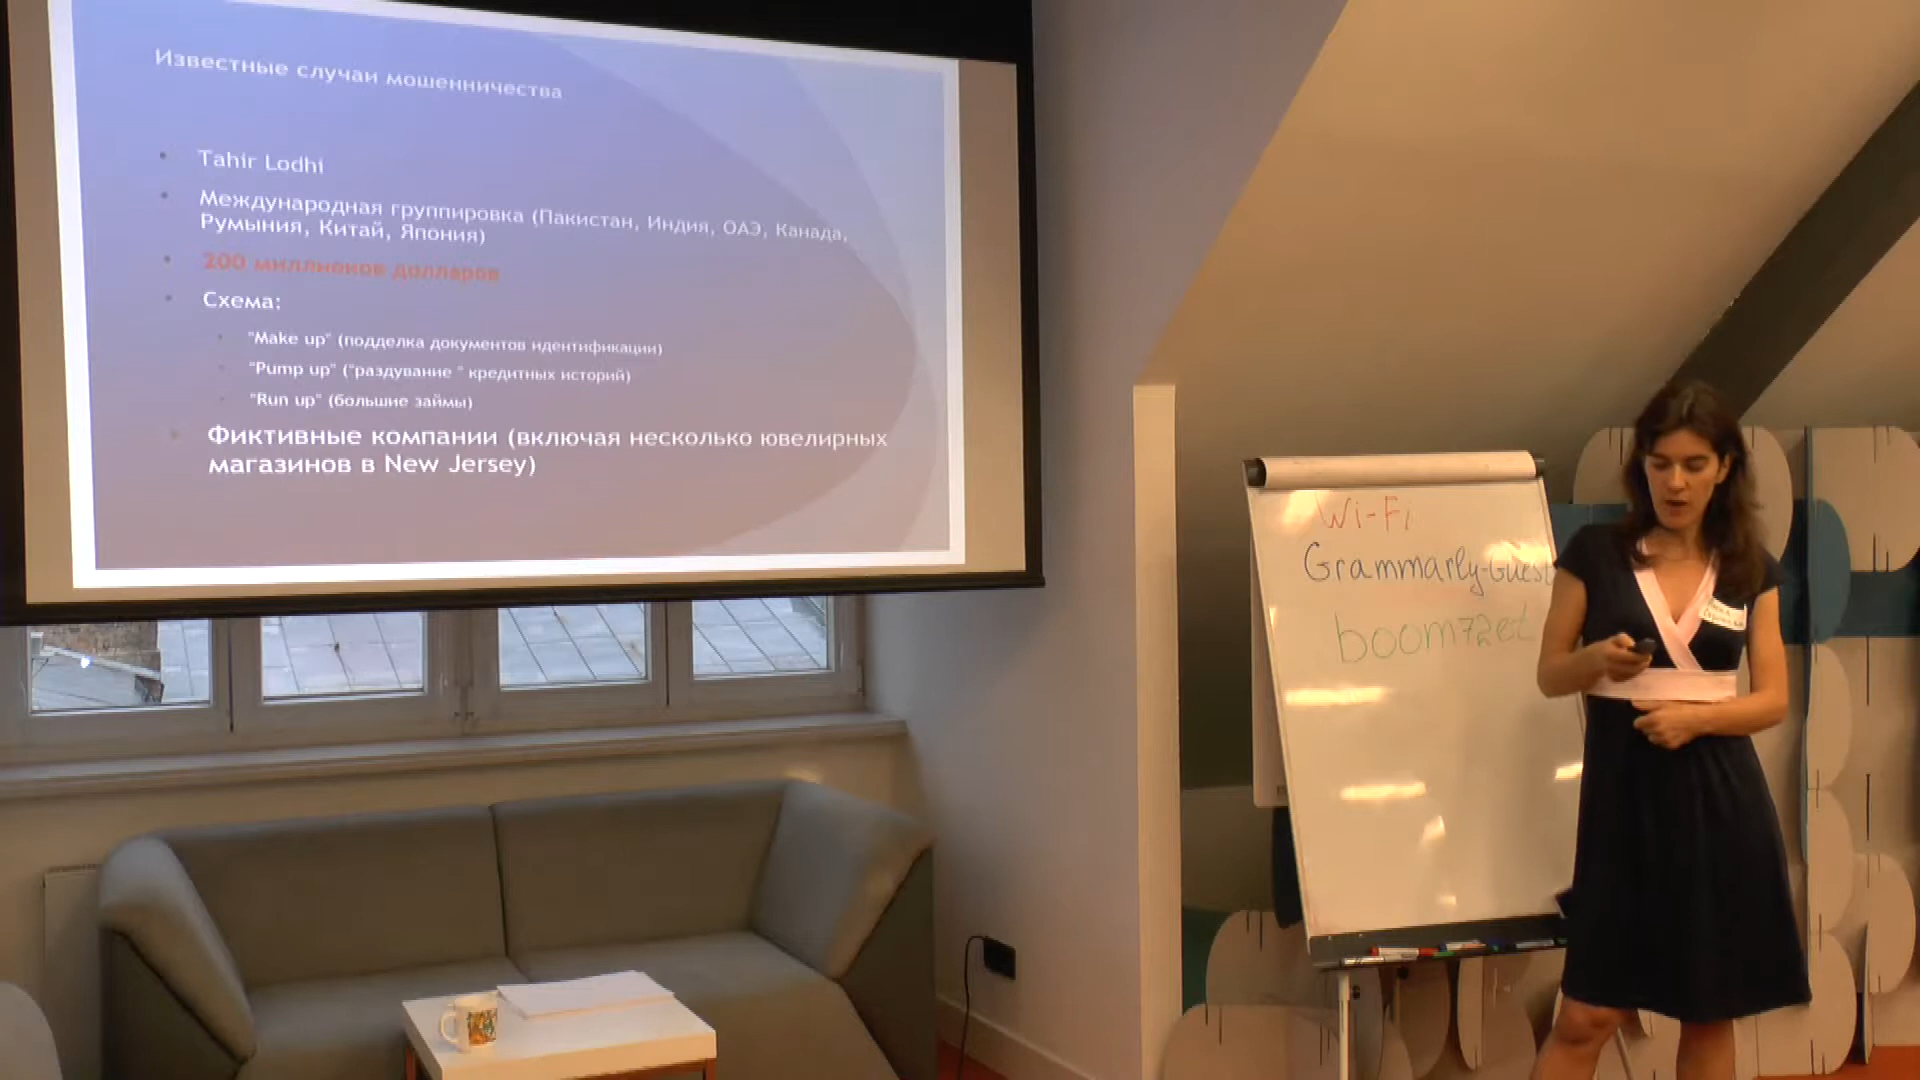 Известные случаи мошенничества
Tahir Lodhi
Международная группировка (Пакистан, Индия, ОАЭ, Канада,
Румыния, Китай, Япония)
200 миллионов долларов
Схема:
"Make up" (подделка документов идентификации)
"Pump up" ("раздувание " кредитных историй)
"Run up" (большие займы)
Фиктивные компании (включая несколько ювелирных
магазинов в New Jersey)
Wi-Fi
Grammarly-Guest
boom72et